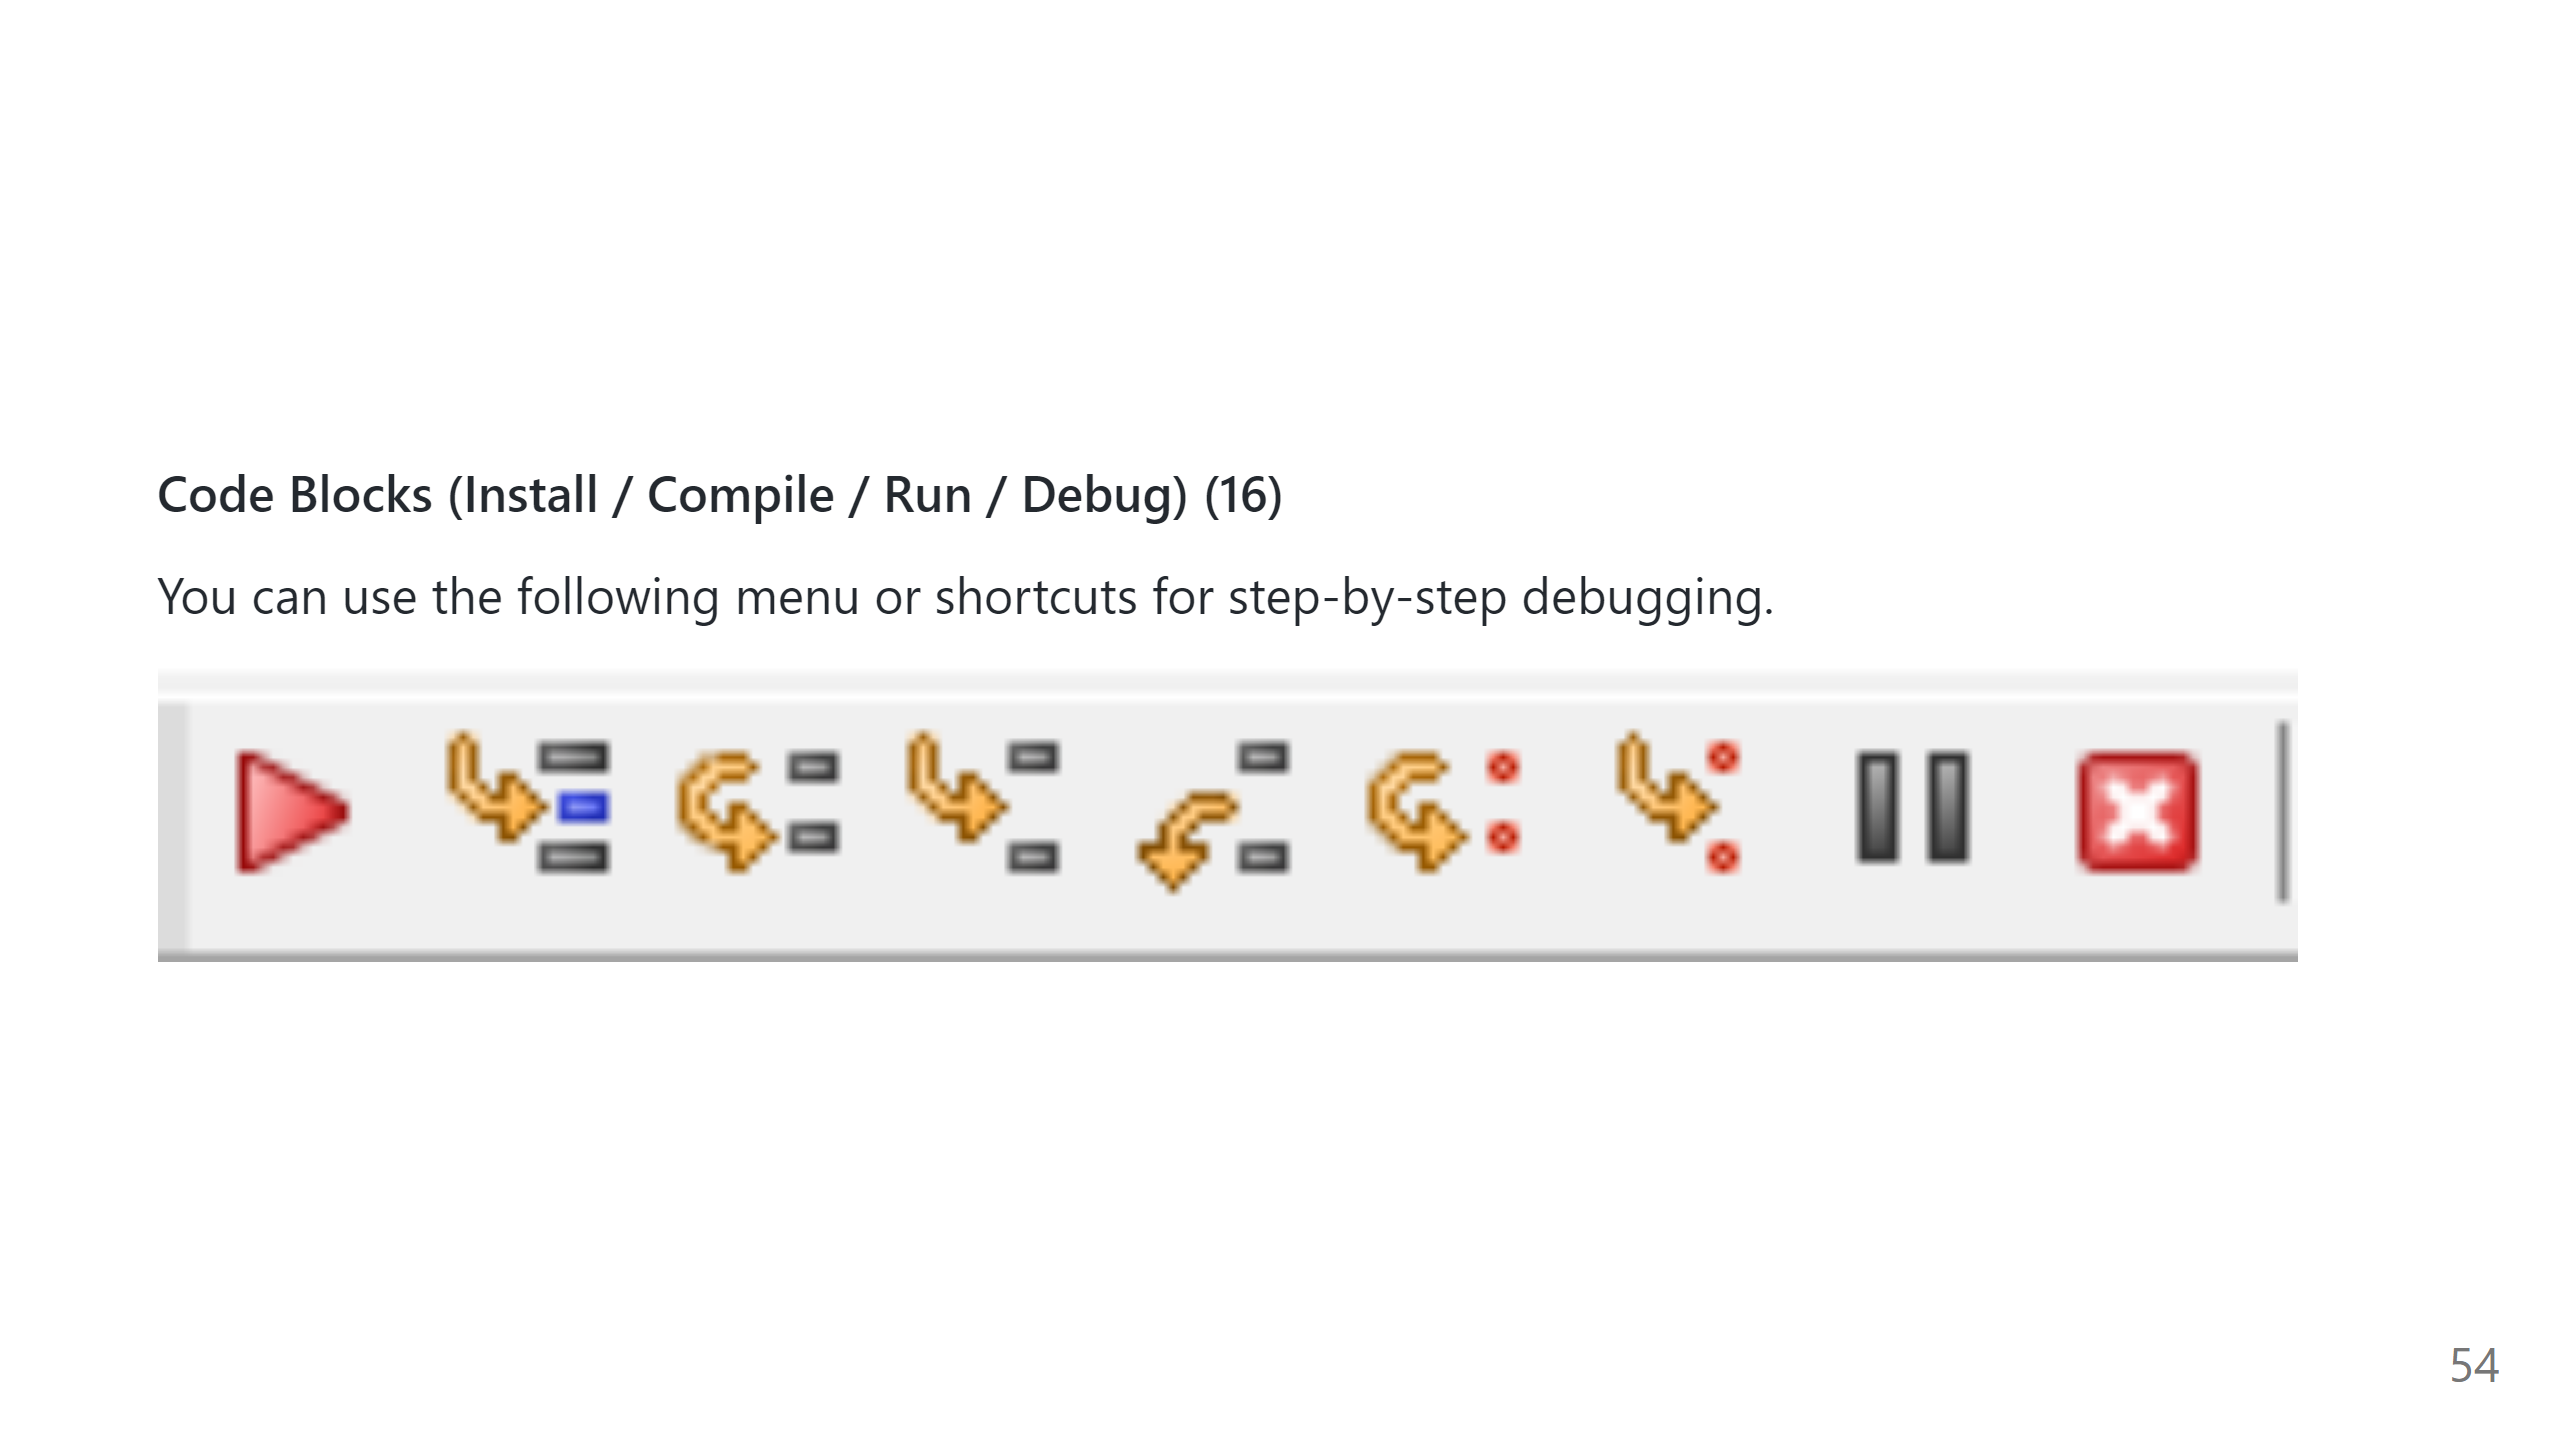 Code Blocks (Install / Compile / Run / Debug) (16)
You can use the following menu or shortcuts for step-by-step debugging.
54